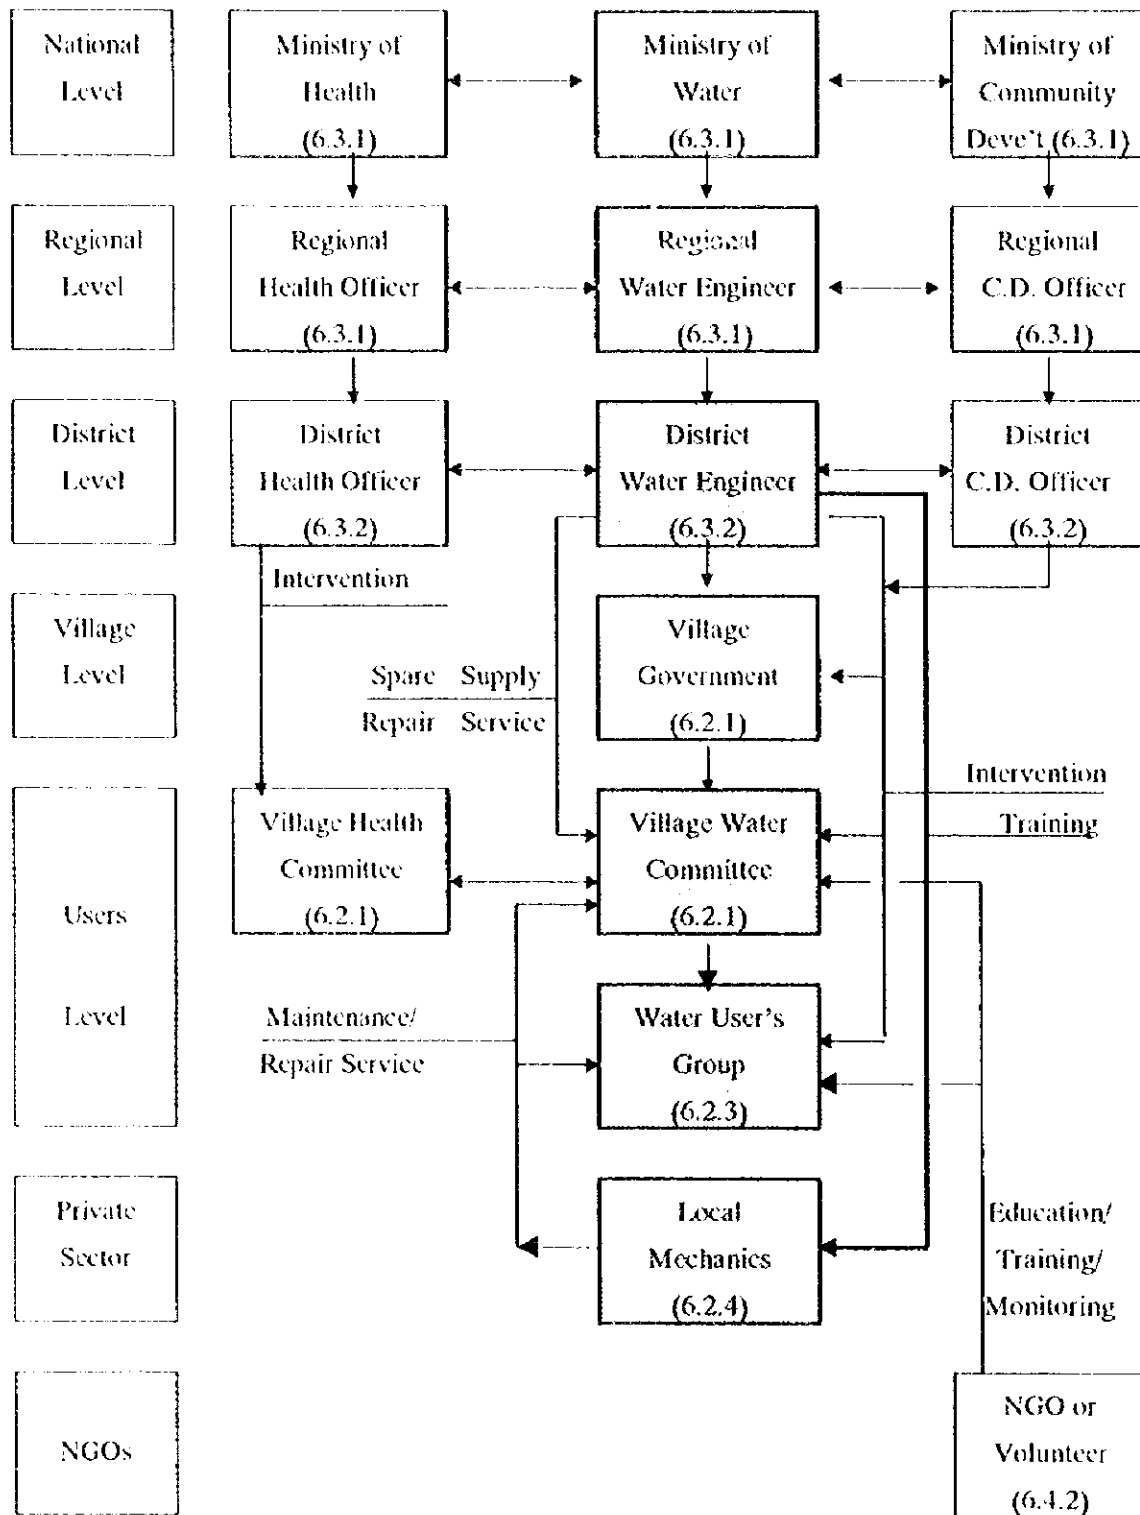 National
Level
Ministry of
Health
(6.3.1)
Ministry of
Water
(6.3.1)
Ministry of
Community
Deve't (6.3.1)
Regional
Level
Regional
Health Officer
(6.3.1)
Regional
Water Engineer
(6.3.1)
Regional
C.D. Officer
(6.3.1)
District
Level
District
Health Officer
(6.3.2)
District
Water Engineer
(6.3.2)
District
C.D. Officer
(6.3.2)
Intervention
Village
Level
Spare Supply
Repair Service
Village
Government
(6.2.1)
Intervention
Training
Users
Level
Village Health
Committee
(6.2.1)
Village Water
Committee
(6.2.1)
Maintenance/
Repair Service
Water User's
Group
(6.2.3)
Private
Sector
Local
Mechanics
(6.2.4)
Education/
Training/
Monitoring
NGOs
NGO or
Volunteer
(6.4.2)